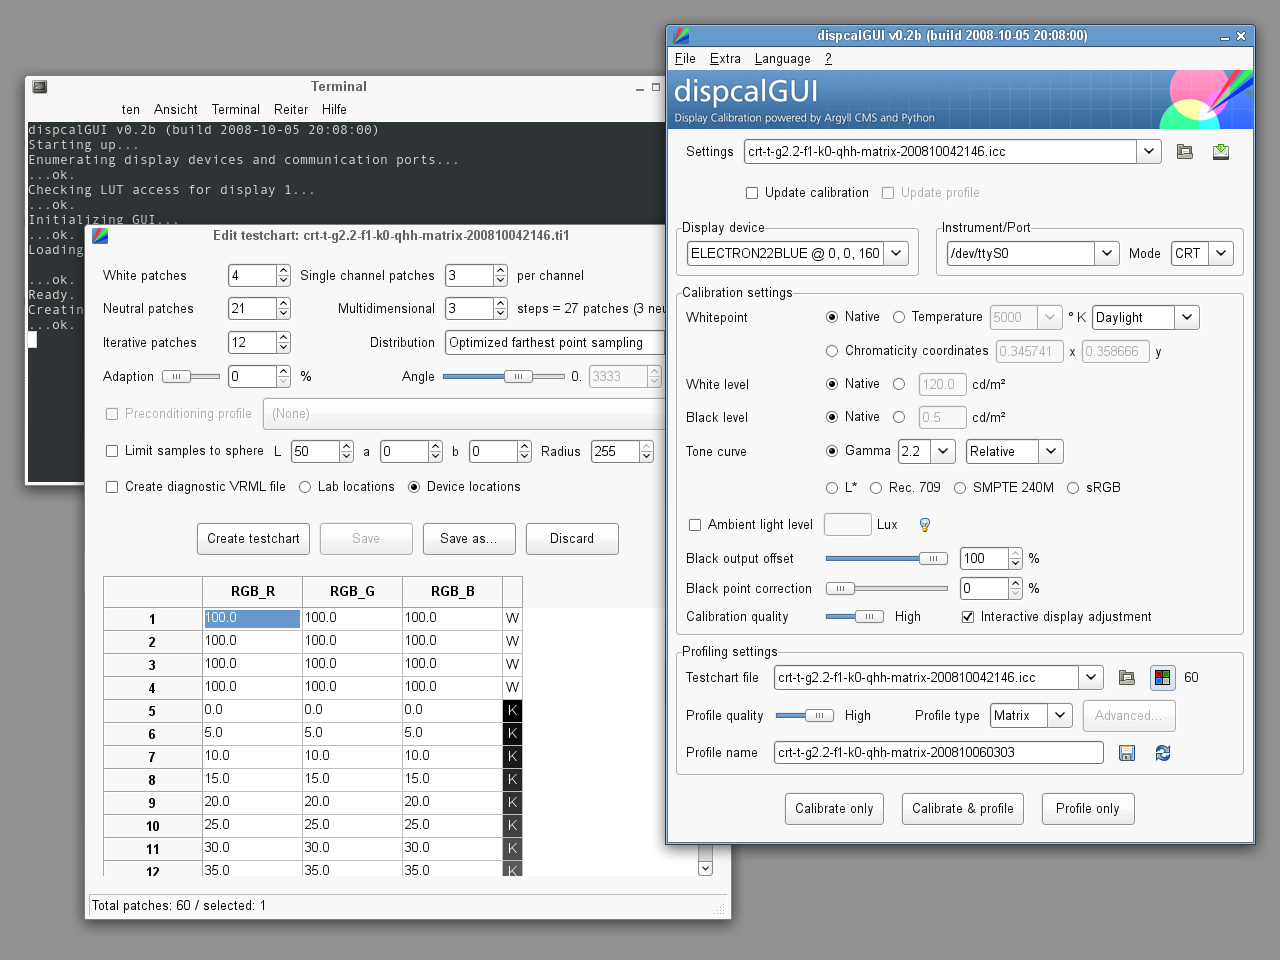 Terminal
ten Ansicht Terminal Reiter Hilfe
dispcalGUI v0.2b (build 2008-10-05 20:08:00)
Starting up...
Enumerating display devices and communication ports...
...ok.
Checking LUT access for display 1...
...ok.
Initializing GUI...
...ok.
Loading
...ok.
Ready.
Creatin
...ok.
Edit testchart: crt-t-g2.2-f1-k0-qhh-matrix-200810042146.ti1
White patches 4 Single channel patches 3 per channel
Neutral patches 21 Multidimensional 3 steps = 27 patches (3 neu
Iterative patches 12 Distribution Optimized farthest point sampling
Adaption 0 % Angle 0. 3333
Preconditioning profile (None)
Limit samples to sphere L 50 a 0 b 0 Radius 255
Create diagnostic VRML file Lab locations Device locations
Create testchart Save Save as... Discard
RGB_R RGB_G RGB_B
1 100.0 100.0 100.0 W
2 100.0 100.0 100.0 W
3 100.0 100.0 100.0 W
4 100.0 100.0 100.0 W
5 0.0 0.0 0.0 K
6 5.0 5.0 5.0 K
7 10.0 10.0 10.0 K
8 15.0 15.0 15.0 K
9 20.0 20.0 20.0 K
10 25.0 25.0 25.0 K
11 30.0 30.0 30.0 K
12 35.0 35.0 35.0 K
Total patches: 60 / selected: 1
dispcalGUI v0.2b (build 2008-10-05 20:08:00)
File Extra Language ?
dispcalGUI
Display Calibration powered by Argyll CMS and Python
Settings crt-t-g2.2-f1-k0-qhh-matrix-200810042146.icc
Update calibration Update profile
Display device Instrument/Port
ELECTRON22BLUE @ 0, 0, 160 /dev/ttyS0 Mode CRT
Calibration settings
Whitepoint Native Temperature 5000 ° K Daylight
Chromaticity coordinates 0.345741 x 0.358666 y
White level Native 120.0 cd/m²
Black level Native 0.5 cd/m²
Tone curve Gamma 2.2 Relative
L* Rec. 709 SMPTE 240M sRGB
Ambient light level Lux
Black output offset 100 %
Black point correction 0 %
Calibration quality High Interactive display adjustment
Profiling settings
Testchart file crt-t-g2.2-f1-k0-qhh-matrix-200810042146.icc 60
Profile quality High Profile type Matrix Advanced...
Profile name crt-t-g2.2-f1-k0-qhh-matrix-200810060303
Calibrate only Calibrate & profile Profile only